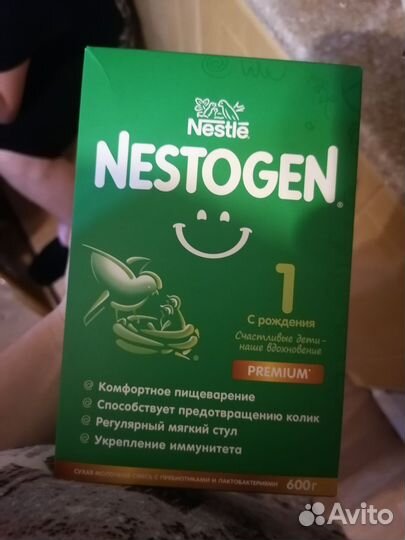 Nestlé
NESTOGEN®
1
С рождения
Счастливые дети -
наше вдохновение
PREMIUM*
Комфортное пищеварение
Способствует предотвращению колик
Регулярный мягкий стул
Укрепление иммунитета
СУХАЯ МОЛОЧНАЯ СМЕСЬ С ПРЕБИОТИКАМИ И ЛАКТОБАКТЕРИЯМИ 600г
Avito